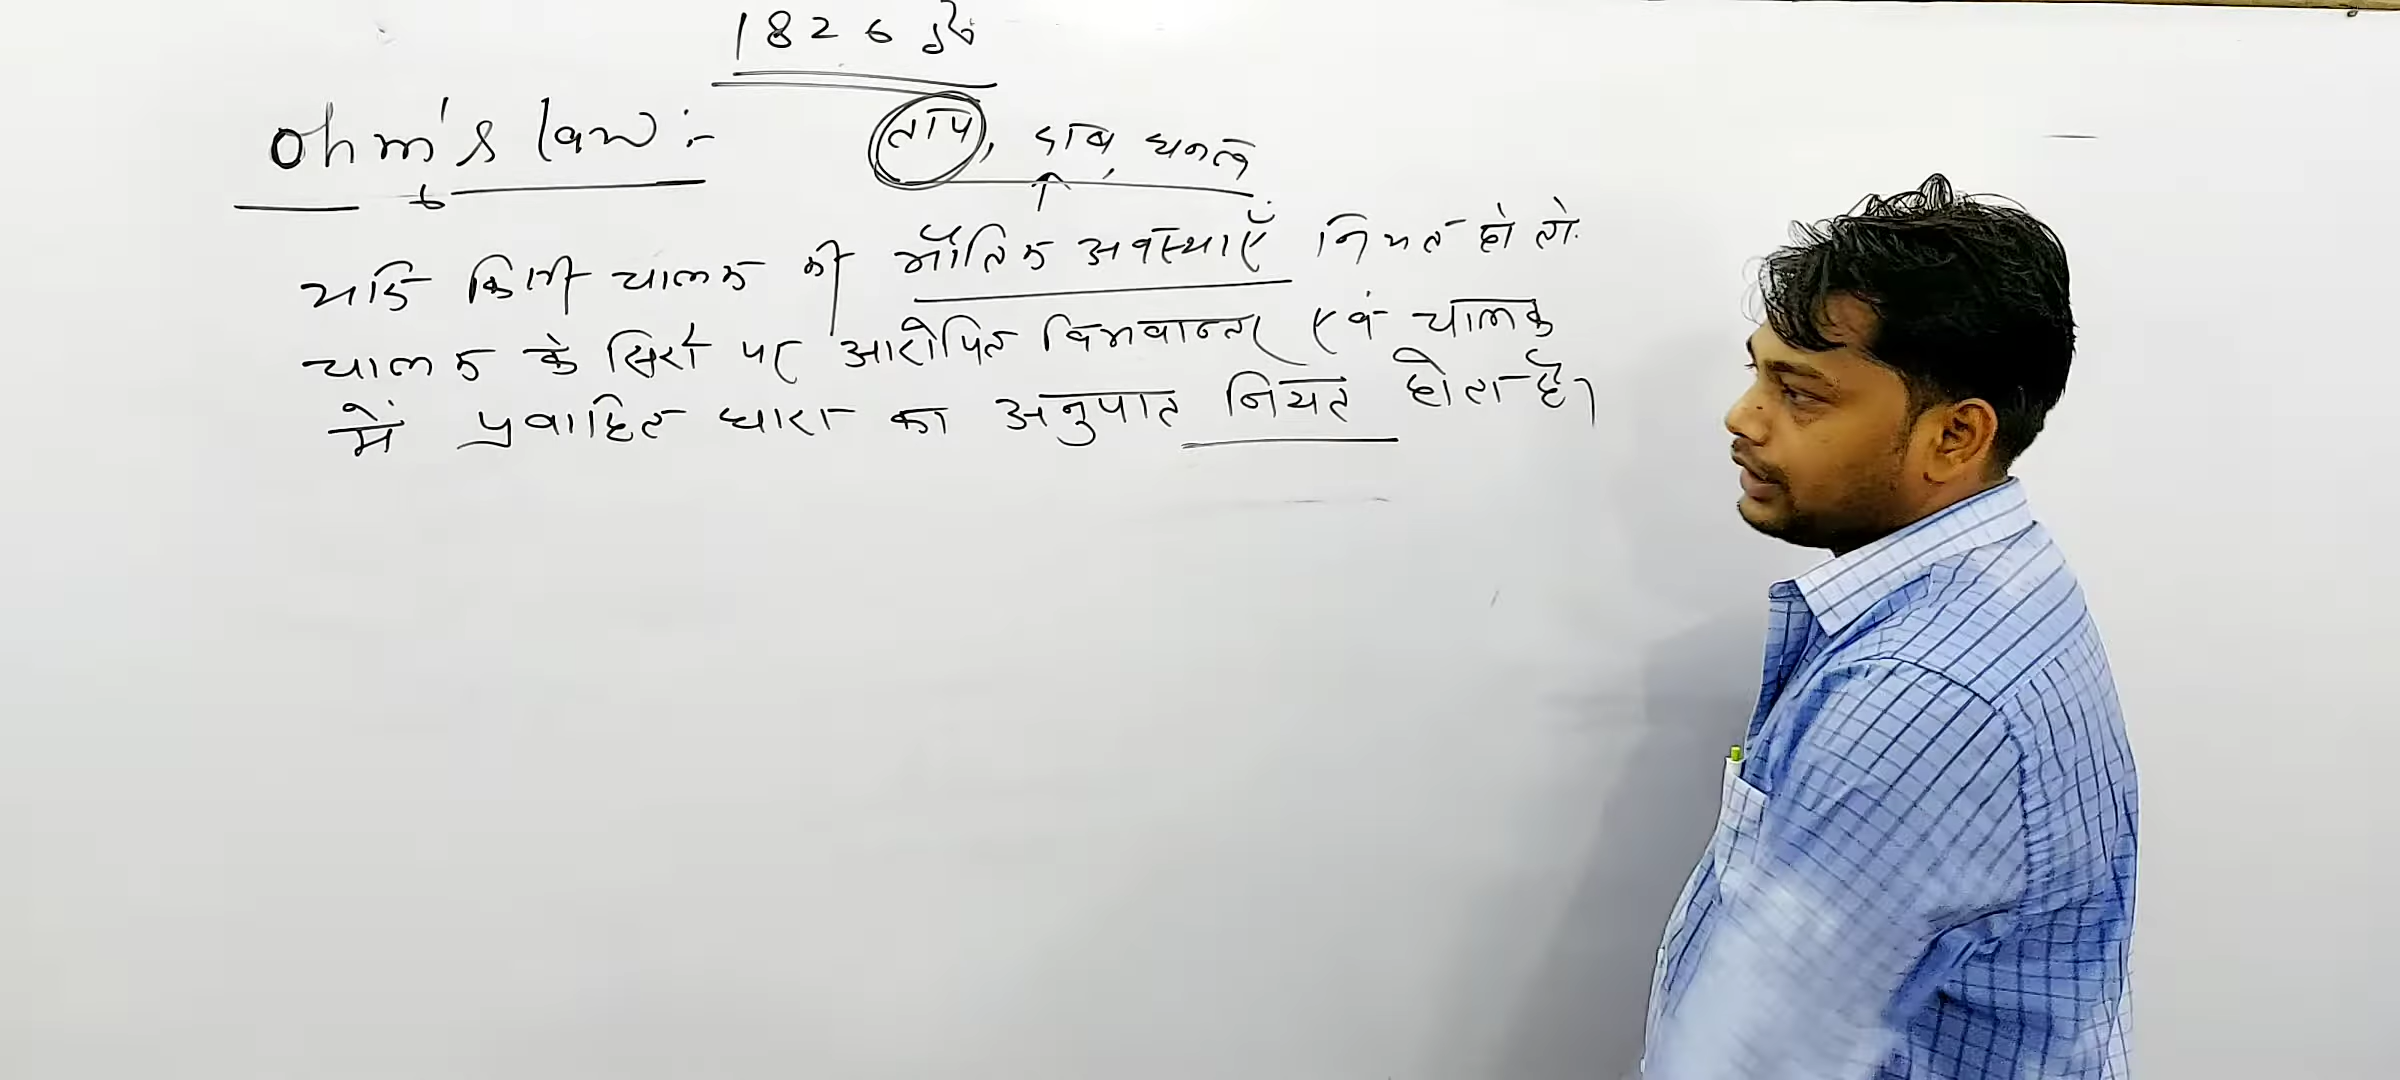 1826 ई॰
Ohm's law :-
ताप, दाब, घनत्व
यदि किसी चालक की भौतिक अवस्थाएँ नियत हो तो
चालक के सिरों पर आरोपित विभवान्तर एवं चालक
में प्रवाहित धारा का अनुपात नियत होता है।